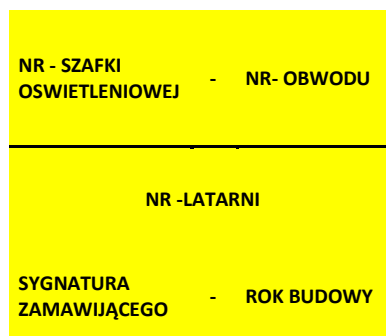 NR - SZAFKI
OSWIETLENIOWEJ - NR- OBWODU
NR -LATARNI
SYGNATURA
ZAMAWIJĄCEGO - ROK BUDOWY